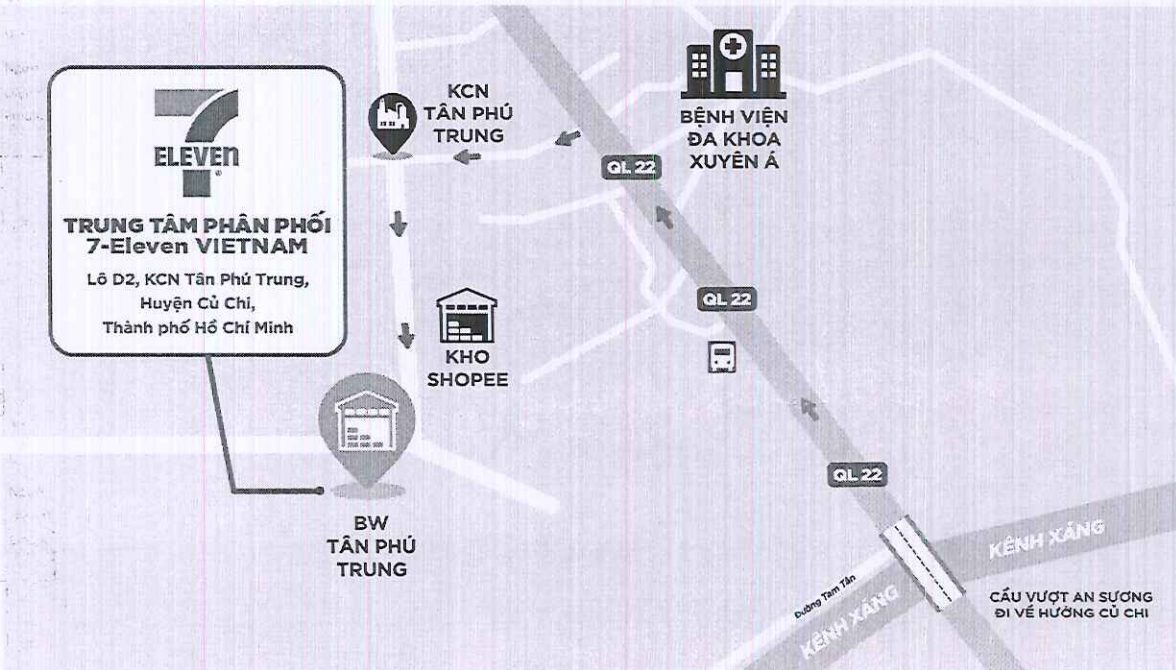 7
ELEVEn
®
TRUNG TÂM PHÂN PHỐI
7-Eleven VIETNAM
Lô D2, KCN Tân Phú Trung,
Huyện Củ Chi,
Thành phố Hồ Chí Minh
KCN
TÂN PHÚ
TRUNG
BỆNH VIỆN
ĐA KHOA
XUYÊN Á
QL 22
QL 22
KHO
SHOPEE
QL 22
BW
TÂN PHÚ
TRUNG
KÊNH XÁNG
Đường Tam Tân
KÊNH XÁNG
CẦU VƯỢT AN SƯƠNG
ĐI VỀ HƯỚNG CỦ CHI